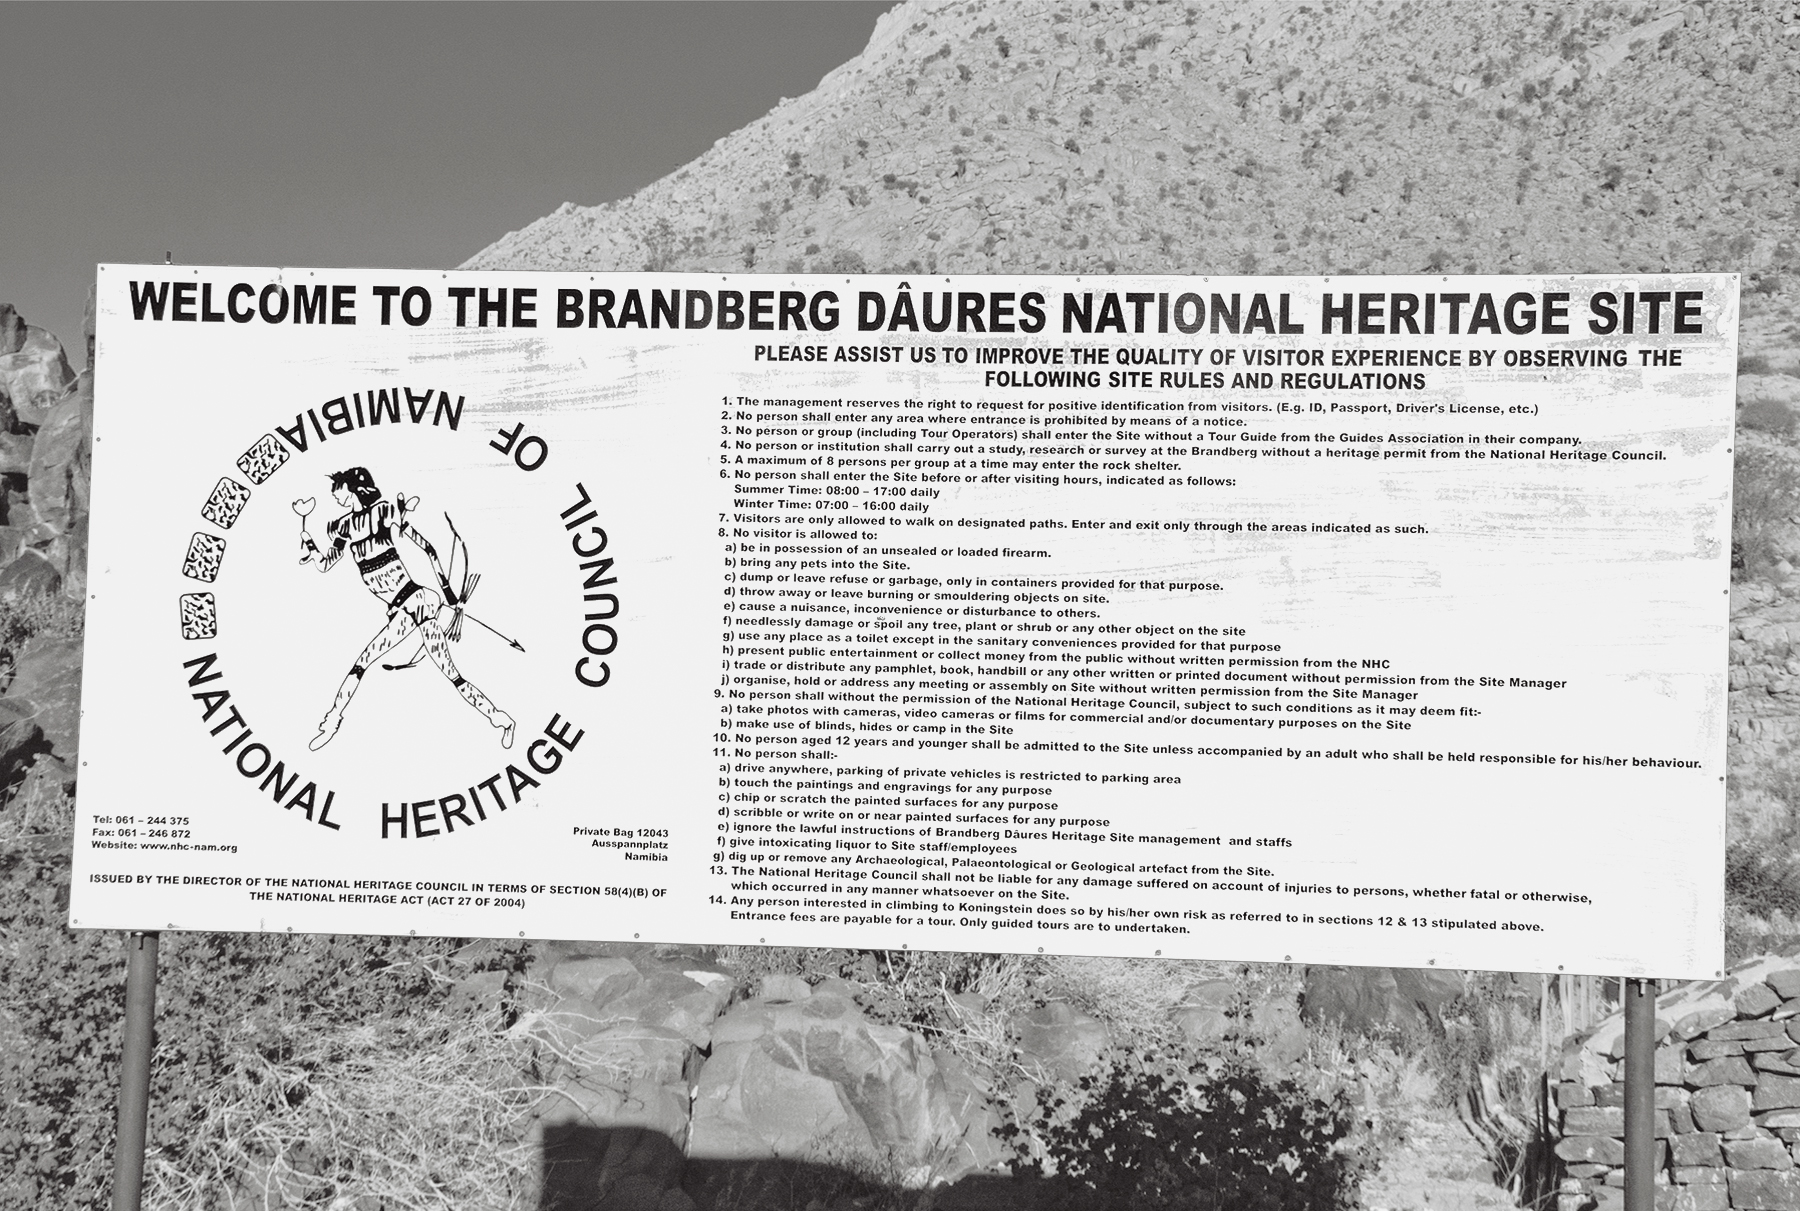 WELCOME TO THE BRANDBERG DÂURES NATIONAL HERITAGE SITE
NATIONAL HERITAGE COUNCIL OF NAMIBIA
Tel: 061 – 244 375
Fax: 061 – 246 872
Website: www.nhc-nam.org
Private Bag 12043
Ausspannplatz
Namibia
ISSUED BY THE DIRECTOR OF THE NATIONAL HERITAGE COUNCIL IN TERMS OF SECTION 58(4)(B) OF
THE NATIONAL HERITAGE ACT (ACT 27 OF 2004)
PLEASE ASSIST US TO IMPROVE THE QUALITY OF VISITOR EXPERIENCE BY OBSERVING THE
FOLLOWING SITE RULES AND REGULATIONS
1. The management reserves the right to request for positive identification from visitors. (E.g. ID, Passport, Driver's License, etc.)
2. No person shall enter any area where entrance is prohibited by means of a notice.
3. No person or group (including Tour Operators) shall enter the Site without a Tour Guide from the Guides Association in their company.
4. No person or institution shall carry out a study, research or survey at the Brandberg without a heritage permit from the National Heritage Council.
5. A maximum of 8 persons per group at a time may enter the rock shelter.
6. No person shall enter the Site before or after visiting hours, indicated as follows:
Summer Time: 08:00 – 17:00 daily
Winter Time: 07:00 – 16:00 daily
7. Visitors are only allowed to walk on designated paths. Enter and exit only through the areas indicated as such.
8. No visitor is allowed to:
a) be in possession of an unsealed or loaded firearm.
b) bring any pets into the Site.
c) dump or leave refuse or garbage, only in containers provided for that purpose.
d) throw away or leave burning or smouldering objects on site.
e) cause a nuisance, inconvenience or disturbance to others.
f) needlessly damage or spoil any tree, plant or shrub or any other object on the site
g) use any place as a toilet except in the sanitary conveniences provided for that purpose
h) present public entertainment or collect money from the public without written permission from the NHC
i) trade or distribute any pamphlet, book, handbill or any other written or printed document without permission from the Site Manager
j) organise, hold or address any meeting or assembly on Site without written permission from the Site Manager
9. No person shall without the permission of the National Heritage Council, subject to such conditions as it may deem fit:-
a) take photos with cameras, video cameras or films for commercial and/or documentary purposes on the Site
b) make use of blinds, hides or camp in the Site
10. No person aged 12 years and younger shall be admitted to the Site unless accompanied by an adult who shall be held responsible for his/her behaviour.
11. No person shall:-
a) drive anywhere, parking of private vehicles is restricted to parking area
b) touch the paintings and engravings for any purpose
c) chip or scratch the painted surfaces for any purpose
d) scribble or write on or near painted surfaces for any purpose
e) ignore the lawful instructions of Brandberg Dâures Heritage Site management and staffs
f) give intoxicating liquor to Site staff/employees
g) dig up or remove any Archaeological, Palaeontological or Geological artefact from the Site.
13. The National Heritage Council shall not be liable for any damage suffered on account of injuries to persons, whether fatal or otherwise,
which occurred in any manner whatsoever on the Site.
14. Any person interested in climbing to Koningstein does so by his/her own risk as referred to in sections 12 & 13 stipulated above.
Entrance fees are payable for a tour. Only guided tours are to undertaken.